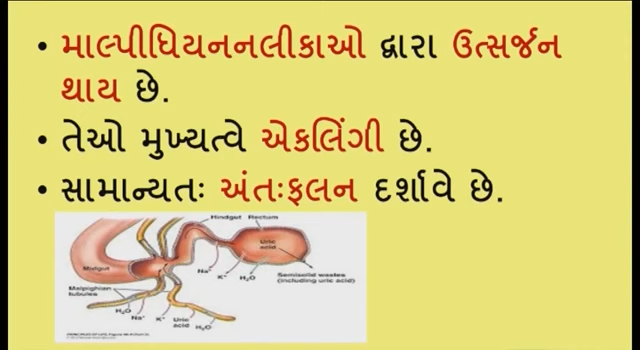 • માલ્પીધિયનનલીકાઓ દ્વારા ઉત્સર્જન
થાય છે.
• તેઓ મુખ્યત્વે એકલિંગી છે.
• સામાન્યતઃ અંતઃફલન દર્શાવે છે.
Hindgut Rectum
Uric
acid
Midgut
Na+
K+
H₂O
Semisolid wastes
(including uric acid)
Malpighian
tubules
H₂O
Na+
K+
Uric
acid
H₂O